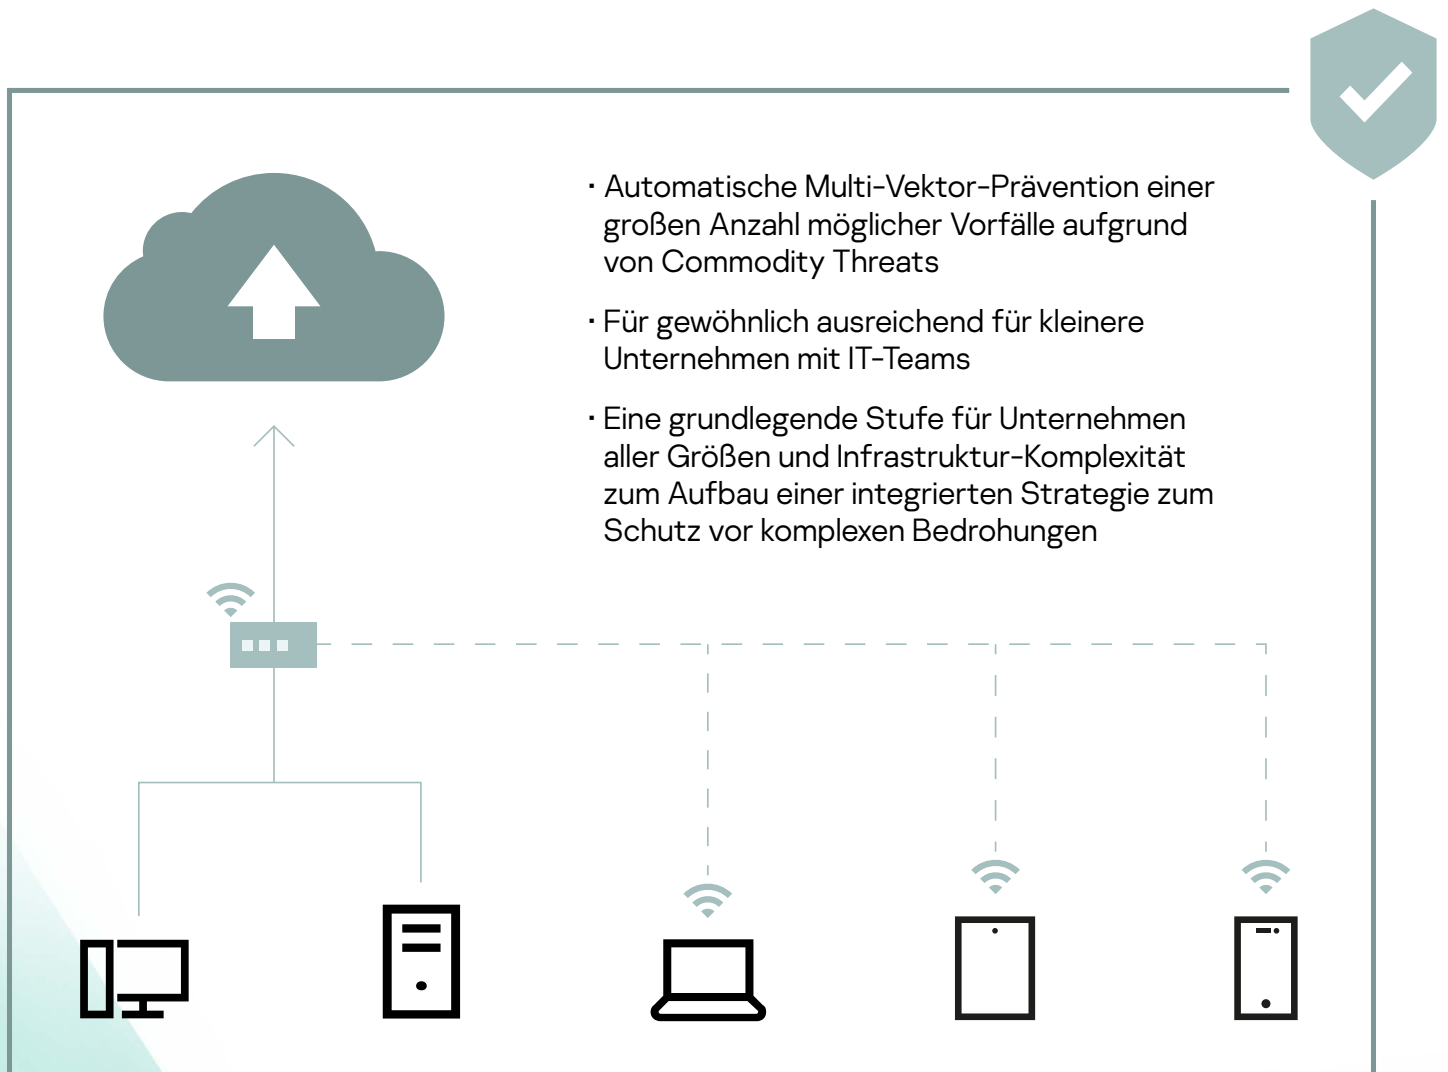 · Automatische Multi-Vektor-Prävention einer
großen Anzahl möglicher Vorfälle aufgrund
von Commodity Threats
· Für gewöhnlich ausreichend für kleinere
Unternehmen mit IT-Teams
· Eine grundlegende Stufe für Unternehmen
aller Größen und Infrastruktur-Komplexität
zum Aufbau einer integrierten Strategie zum
Schutz vor komplexen Bedrohungen